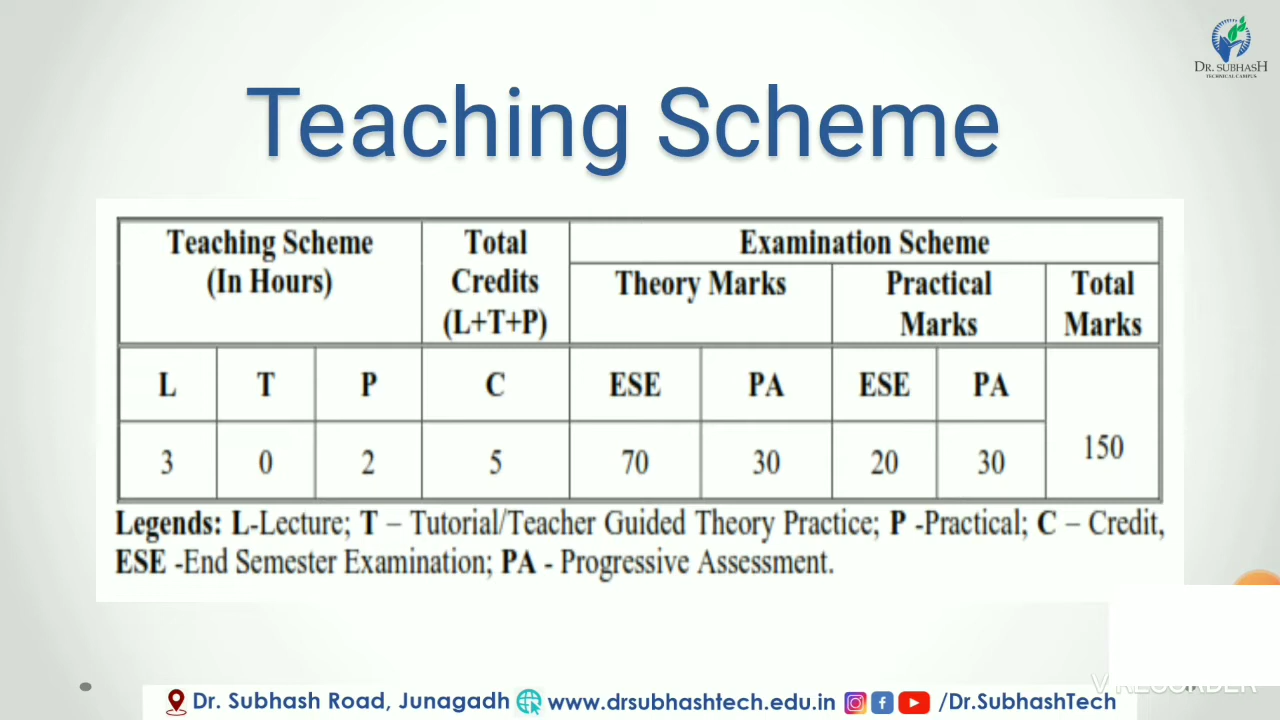 DR. SUBHASH
TECHNICAL CAMPUS
Teaching Scheme
Teaching Scheme (In Hours) Total Credits (L+T+P) Examination Scheme
Theory Marks Practical Marks Total Marks
L T P C ESE PA ESE PA
3 0 2 5 70 30 20 30 150
Legends: L-Lecture; T – Tutorial/Teacher Guided Theory Practice; P -Practical; C – Credit,
ESE -End Semester Examination; PA - Progressive Assessment.
V RECORDER
Dr. Subhash Road, Junagadh www.drsubhashtech.edu.in /Dr.SubhashTech